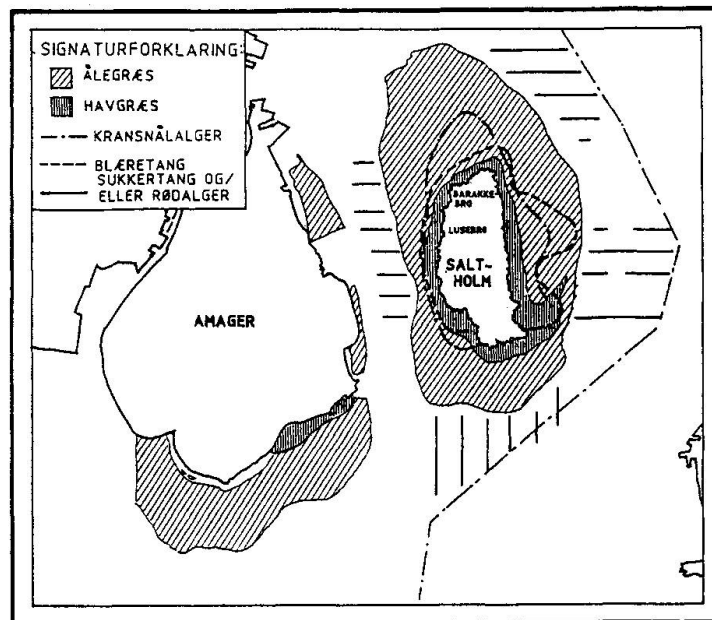 SIGNATURFORKLARING:
ÅLEGRÆS
HAVGRÆS
KRANSNÅLALGER
BLÆRETANG
SUKKERTANG OG/
ELLER RØDALGER
BARAKKE-
BRO
LUSEBRO
SALT-
HOLM
AMAGER